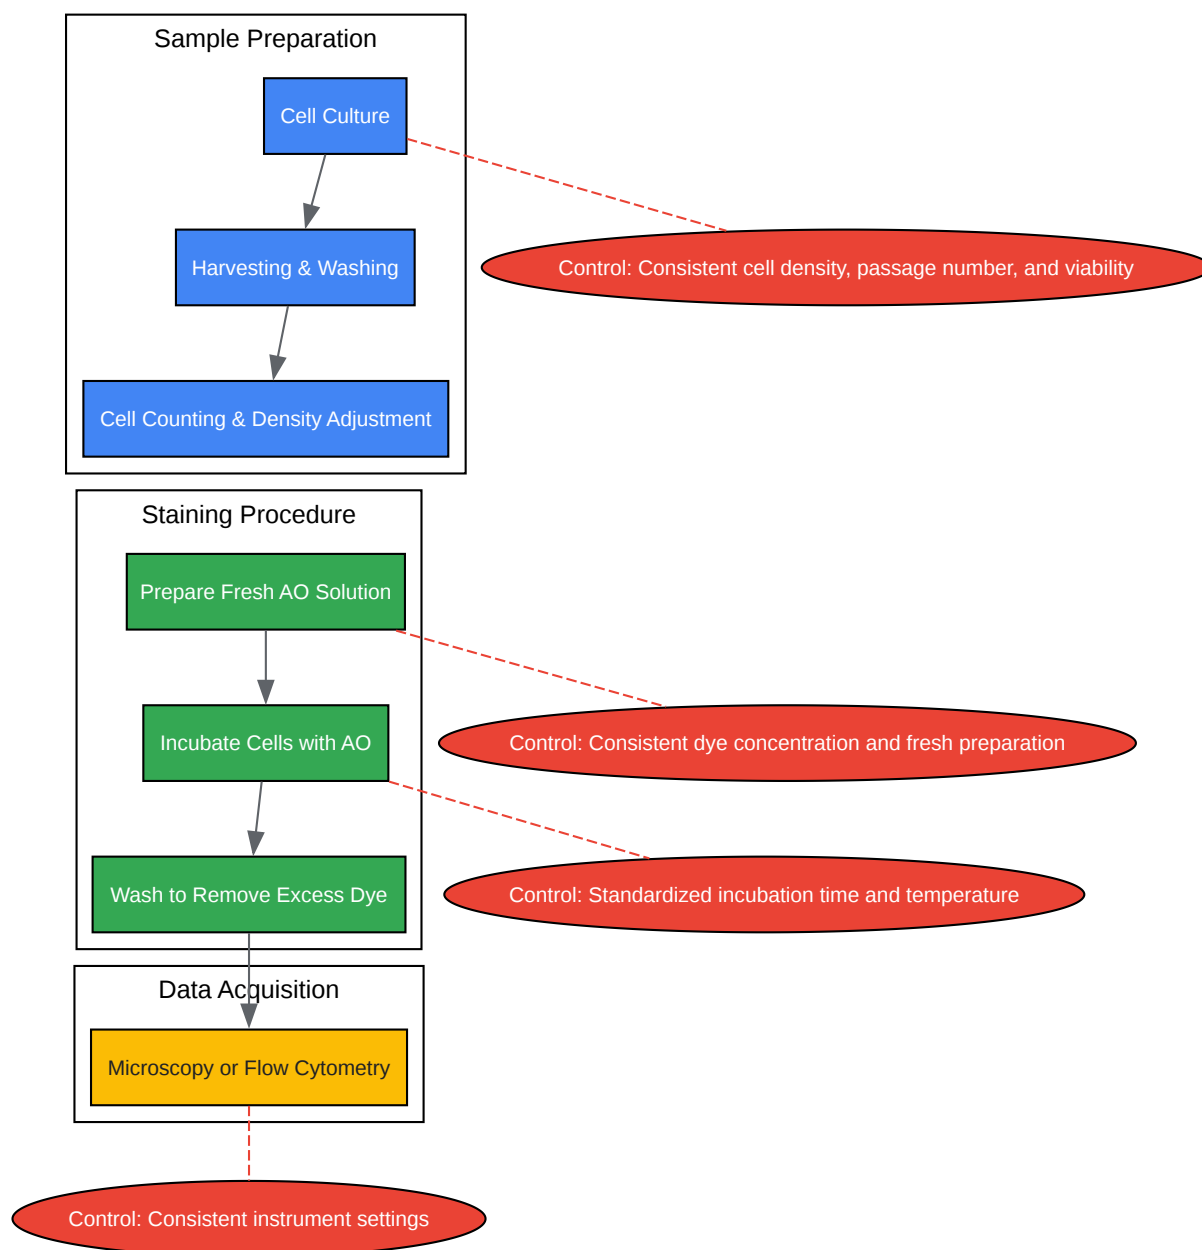 Sample Preparation
Cell Culture
Harvesting & Washing
Control: Consistent cell density, passage number, and viability
Cell Counting & Density Adjustment
Staining Procedure
Prepare Fresh AO Solution
Incubate Cells with AO
Control: Consistent dye concentration and fresh preparation
Wash to Remove Excess Dye
Control: Standardized incubation time and temperature
Data Acquisition
Microscopy or Flow Cytometry
Control: Consistent instrument settings